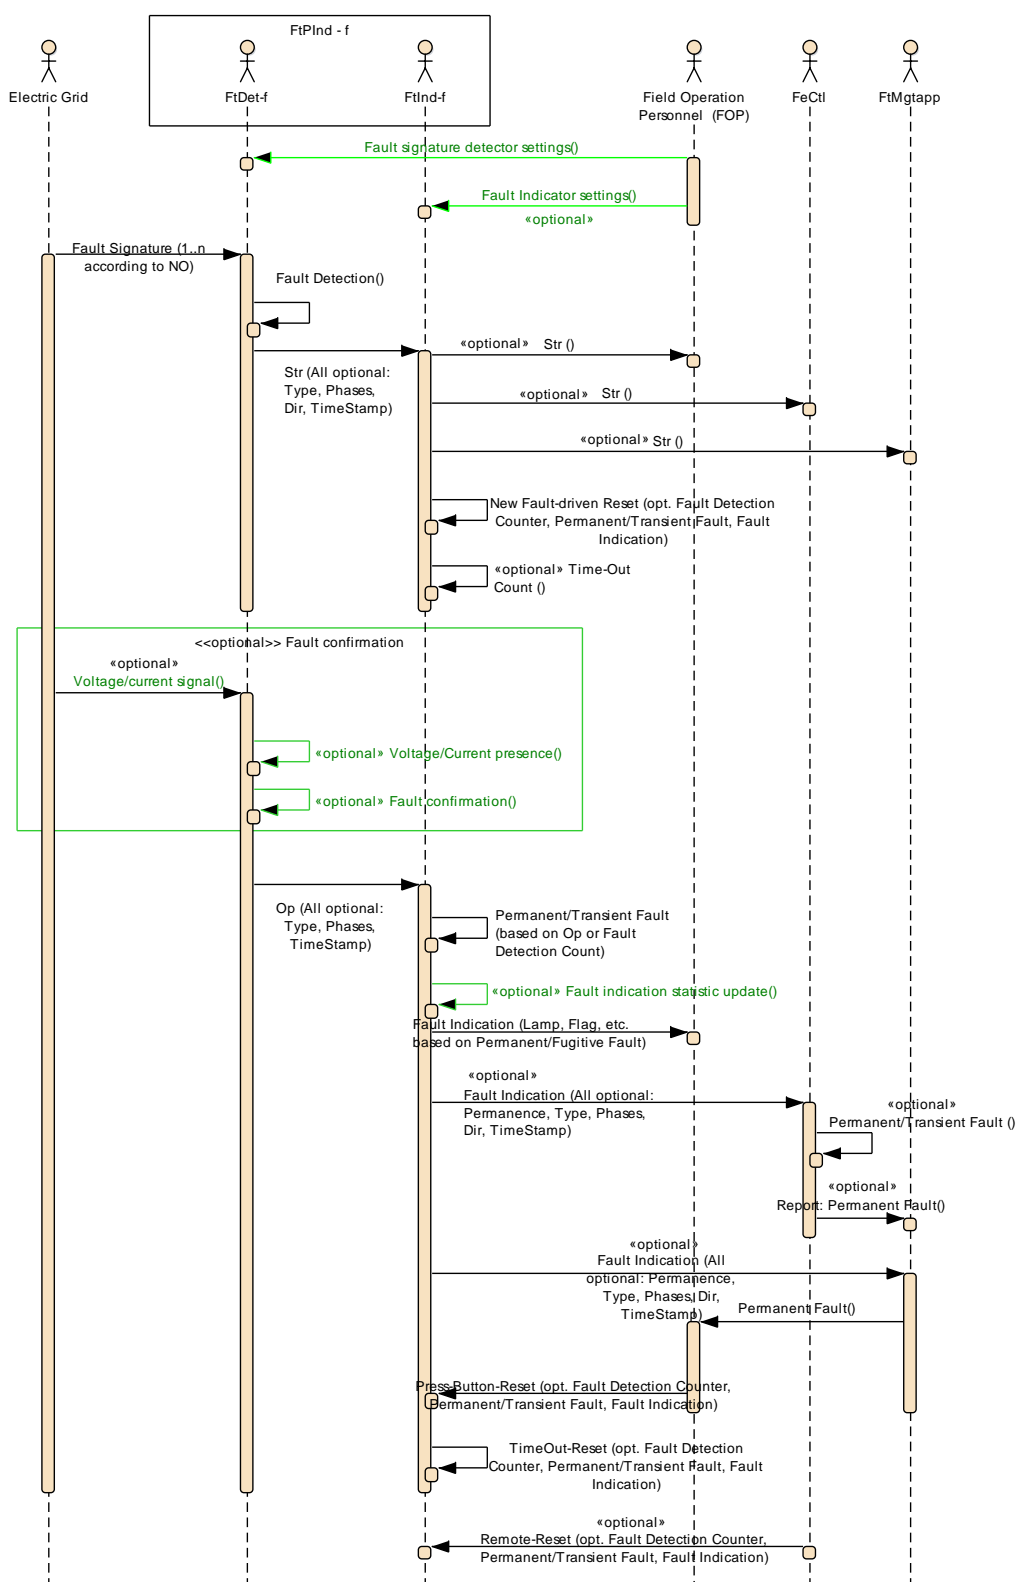 FtPInd - f
Electric Grid
FtDet-f
FtInd-f
Field Operation
Personnel (FOP)
FeCtl
FtMgtapp
Fault signature detector settings()
Fault Indicator settings()
«optional»
Fault Signature (1..n
according to NO)
Fault Detection()
Str (All optional:
Type, Phases,
Dir, TimeStamp)
«optional» Str ()
«optional» Str ()
«optional» Str ()
New Fault-driven Reset (opt. Fault Detection
Counter, Permanent/Transient Fault, Fault
Indication)
«optional» Time-Out
Count ()
<<optional>> Fault confirmation
«optional»
Voltage/current signal()
«optional» Voltage/Current presence()
«optional» Fault confirmation()
Op (All optional:
Type, Phases,
TimeStamp)
Permanent/Transient Fault
(based on Op or Fault
Detection Count)
«optional» Fault indication statistic update()
Fault Indication (Lamp, Flag, etc.
based on Permanent/Fugitive Fault)
«optional»
Fault Indication (All optional:
Permanence, Type, Phases,
Dir, TimeStamp)
«optional»
Permanent/Transient Fault ()
«optional»
Report: Permanent Fault()
«optional»
Fault Indication (All
optional: Permanence,
Type, Phases, Dir,
TimeStamp)
Permanent Fault()
Press-Button-Reset (opt. Fault Detection Counter,
Permanent/Transient Fault, Fault Indication)
TimeOut-Reset (opt. Fault Detection
Counter, Permanent/Transient Fault, Fault
Indication)
«optional»
Remote-Reset (opt. Fault Detection Counter,
Permanent/Transient Fault, Fault Indication)